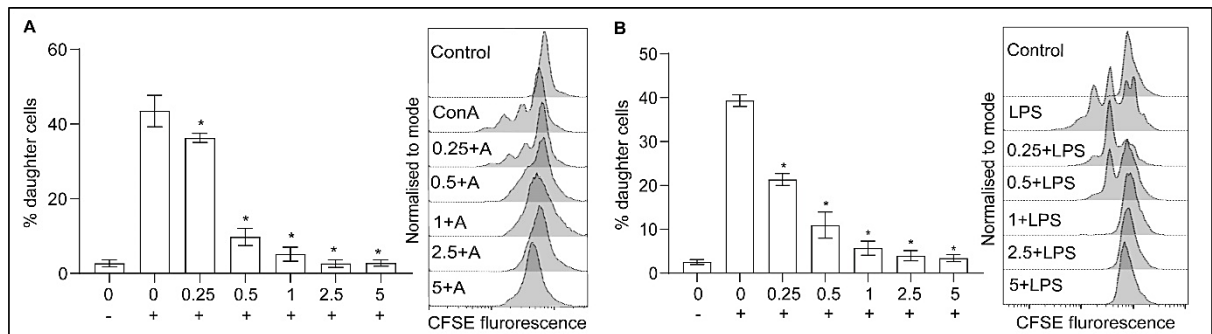 A
% daughter cells
60
40
20
0
*
*
*
*
*
0 0 0.25 0.5 1 2.5 5
- + + + + + +
Normalised to mode
Control
ConA
0.25+A
0.5+A
1+A
2.5+A
5+A
CFSE flurorescence
B
% daughter cells
50
40
30
20
10
0
*
*
*
*
*
0 0 0.25 0.5 1 2.5 5
- + + + + + +
Normalised to mode
Control
LPS
0.25+LPS
0.5+LPS
1+LPS
2.5+LPS
5+LPS
CFSE flurorescence